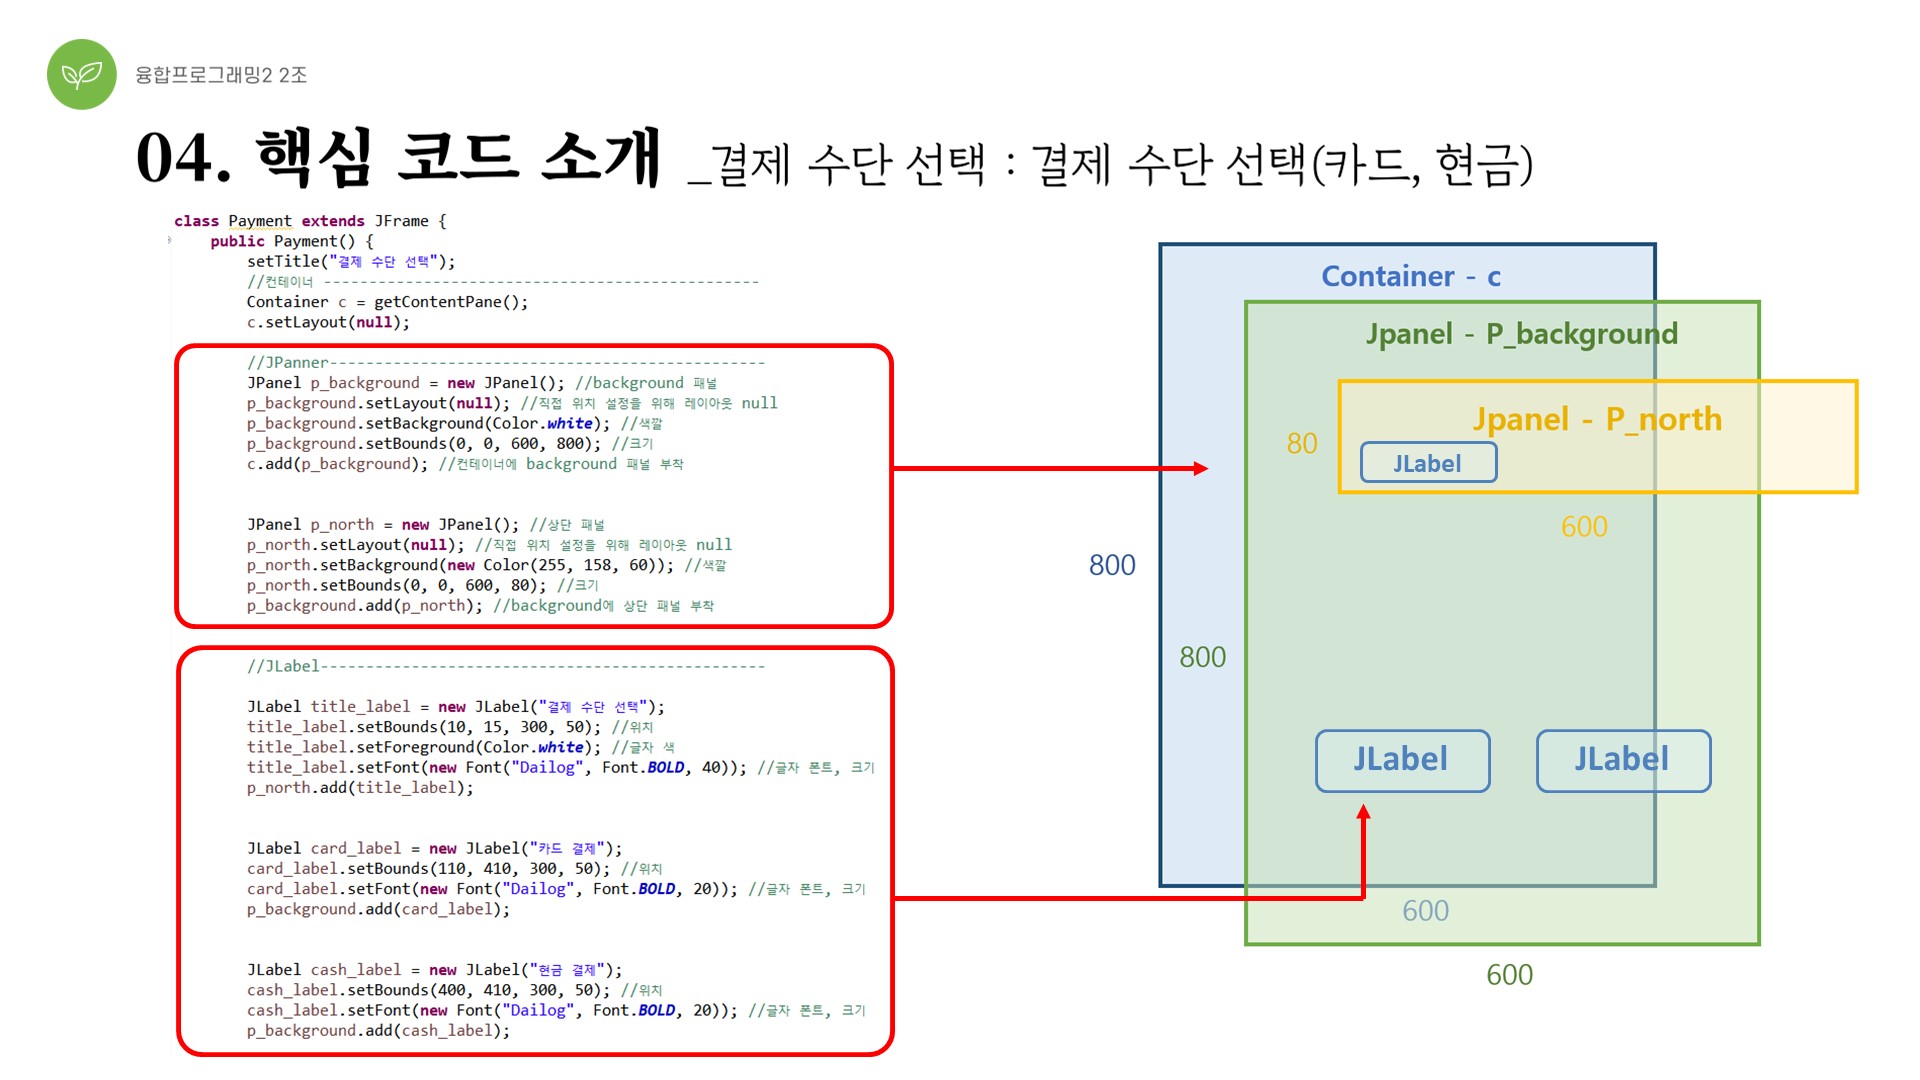 융합프로그래밍2 2조
04. 핵심 코드 소개 _결제 수단 선택 : 결제 수단 선택(카드, 현금)
class Payment extends JFrame {
public Payment() {
setTitle("결제 수단 선택");
//컨테이너 ------------------------------------------------
Container c = getContentPane();
c.setLayout(null);
//JPanner------------------------------------------------
JPanel p_background = new JPanel(); //background 패널
p_background.setLayout(null); //직접 위치 설정을 위해 레이아웃 null
p_background.setBackground(Color.white); //색깔
p_background.setBounds(0, 0, 600, 800); //크기
c.add(p_background); //컨테이너에 background 패널 부착
JPanel p_north = new JPanel(); //상단 패널
p_north.setLayout(null); //직접 위치 설정을 위해 레이아웃 null
p_north.setBackground(new Color(255, 158, 60)); //색깔
p_north.setBounds(0, 0, 600, 80); //크기
p_background.add(p_north); //background에 상단 패널 부착
//JLabel-------------------------------------------------
JLabel title_label = new JLabel("결제 수단 선택");
title_label.setBounds(10, 15, 300, 50); //위치
title_label.setForeground(Color.white); //글자 색
title_label.setFont(new Font("Dailog", Font.BOLD, 40)); //글자 폰트, 크기
p_north.add(title_label);
JLabel card_label = new JLabel("카드 결제");
card_label.setBounds(110, 410, 300, 50); //위치
card_label.setFont(new Font("Dailog", Font.BOLD, 20)); //글자 폰트, 크기
p_background.add(card_label);
JLabel cash_label = new JLabel("현금 결제");
cash_label.setBounds(400, 410, 300, 50); //위치
cash_label.setFont(new Font("Dailog", Font.BOLD, 20)); //글자 폰트, 크기
p_background.add(cash_label);
Container - c
Jpanel - P_background
Jpanel - P_north
80
JLabel
600
800
800
JLabel
JLabel
600
600